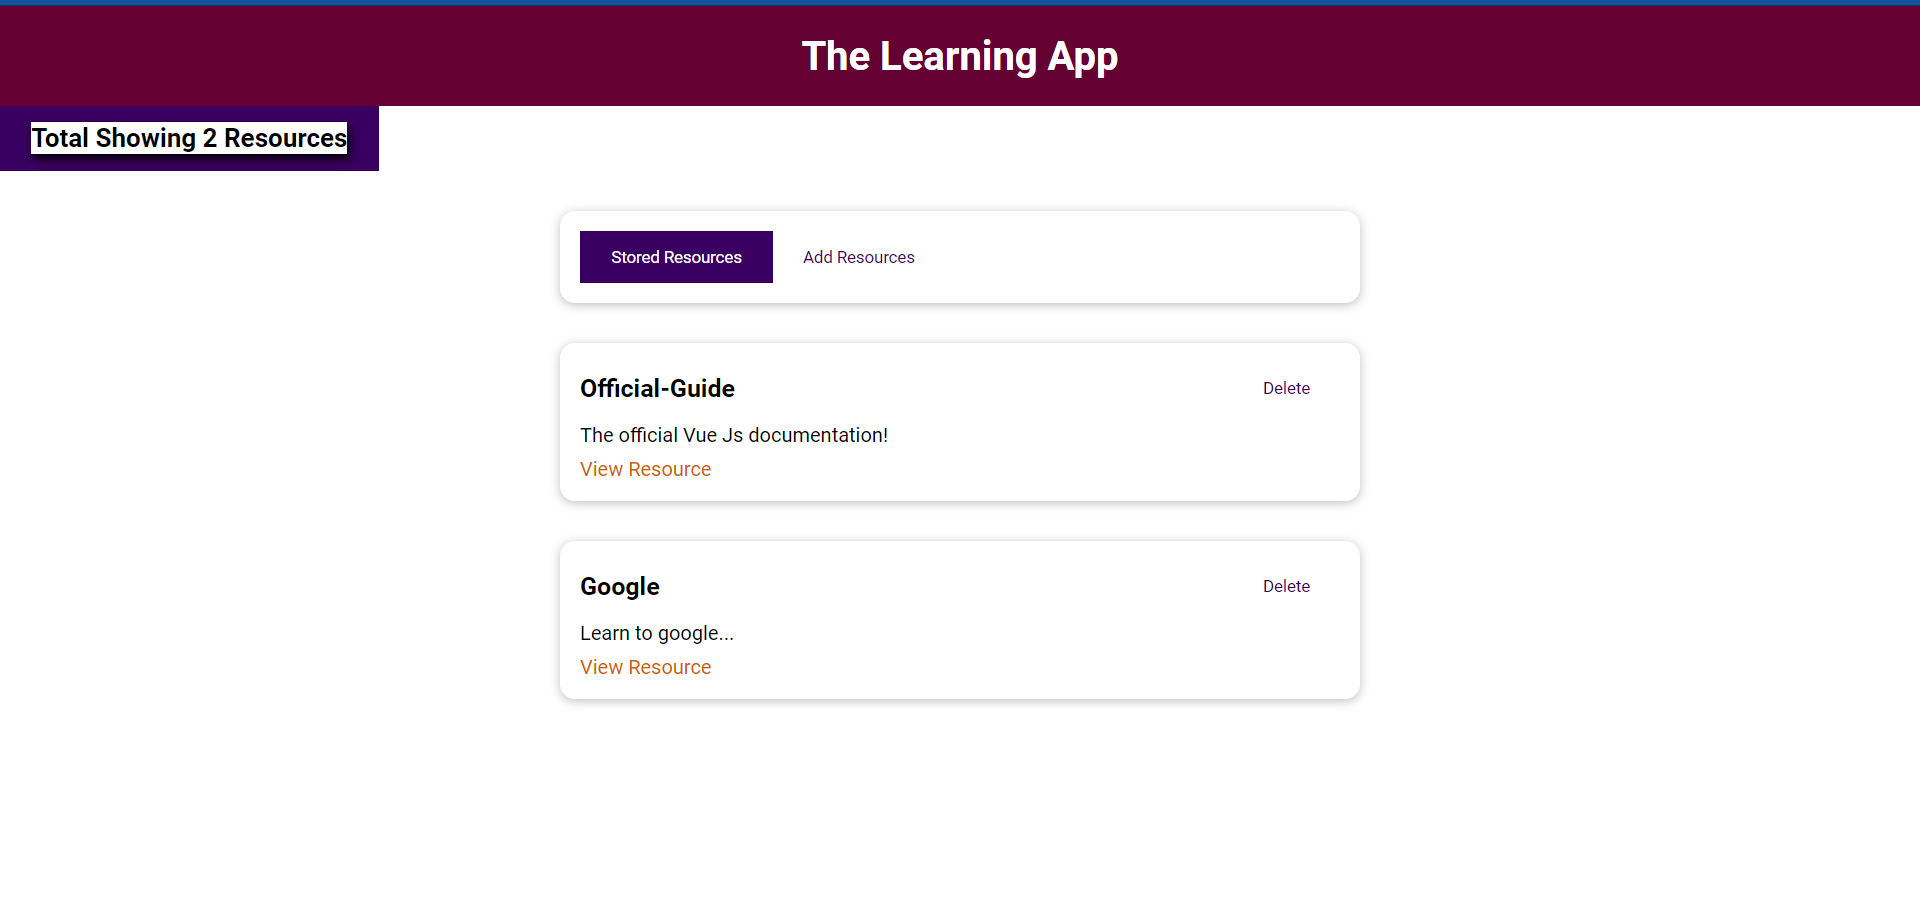 The Learning App
Total Showing 2 Resources
Stored Resources Add Resources
Official-Guide Delete
The official Vue Js documentation!
View Resource
Google Delete
Learn to google...
View Resource